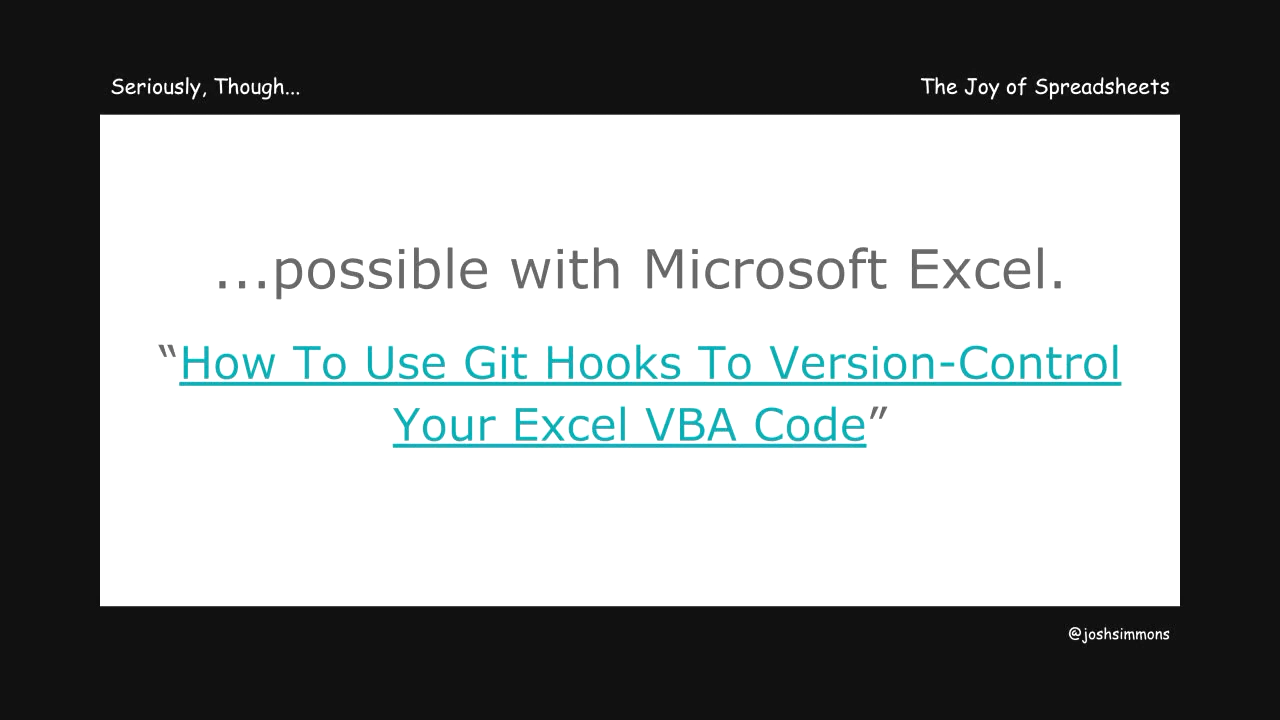 Seriously, Though...
The Joy of Spreadsheets
...possible with Microsoft Excel.
“How To Use Git Hooks To Version-Control
Your Excel VBA Code”
@joshsimmons